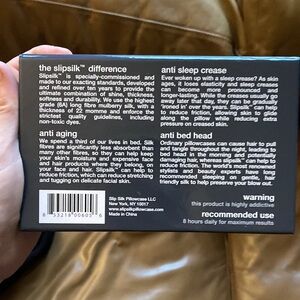 the slipsilk™ difference
Slipsilk™ is specially-commissioned and
made to our exacting standards, developed
and refined over ten years to provide the
ultimate combination of shine, thickness,
softness and durability. We use the highest
grade (6A) long fibre mulberry silk, with a
thickness of 22 momme and enforce the
strictest quality guidelines, including
non-toxic dyes.
anti aging
We spend a third of our lives in bed. Silk
fibres are significantly less absorbent than
many other fibres, so they can help keep
your skin's moisture and expensive face
and hair products where they belong, on
your face and hair. Slipsilk™ can help to
reduce friction which can reduce stretching
and tugging on delicate facial skin.
Slip Silk Pillowcase LLC
New York, NY 10017
www.slipsilkpillowcase.com
Made in China
anti sleep crease
Ever woken up with a sleep crease? As skin
ages, it loses elasticity and sleep creases
can become more pronounced and
longer-lasting. While the creases usually go
away later that day, they can be gradually
'ironed in' over the years. Slipsilk™ can help
to reduce friction, allowing skin to glide
along the pillow while reducing extra
pressure on creased skin.
anti bed head
Ordinary pillowcases can cause hair to pull
and tangle throughout the night, leading to
bed head in the morning and potentially
damaging hair, whereas slipsilk™ can help to
reduce friction. The world's most renowned
stylists and beauty experts have long
recommended sleeping on gentle, hair
friendly silk to help preserve your blow out.
warning
this product is highly addictive
recommended use
8 hours daily for maximum results